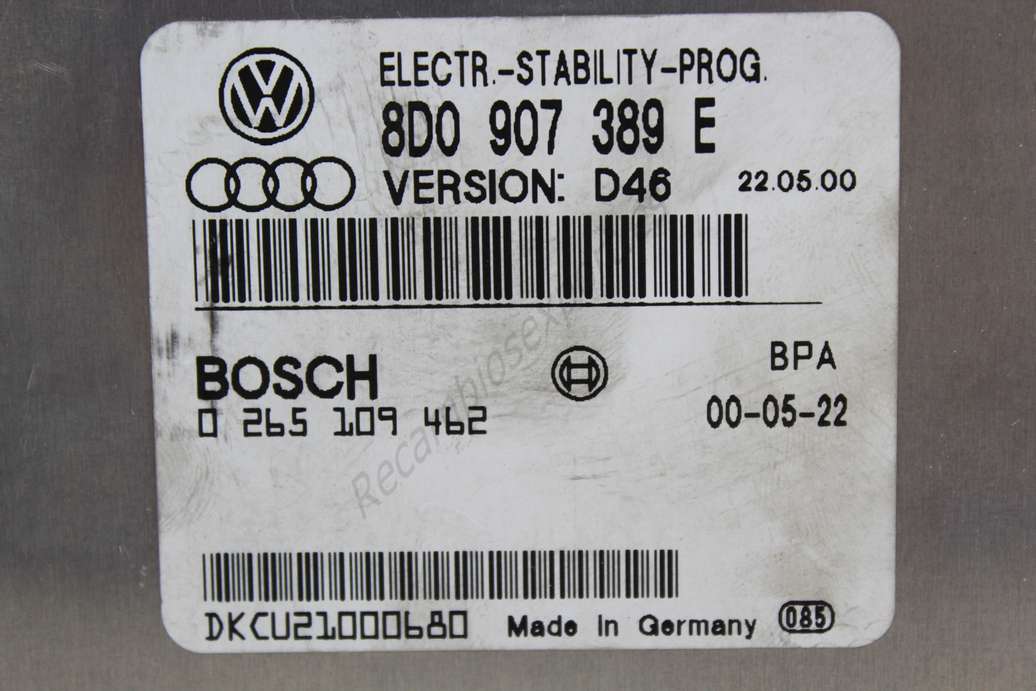 ELECTR.-STABILITY-PROG.
8D0 907 389 E
VERSION: D46 22.05.00
BOSCH
BPA
0 265 109 462
00-05-22
DKCU21000680 Made in Germany 085